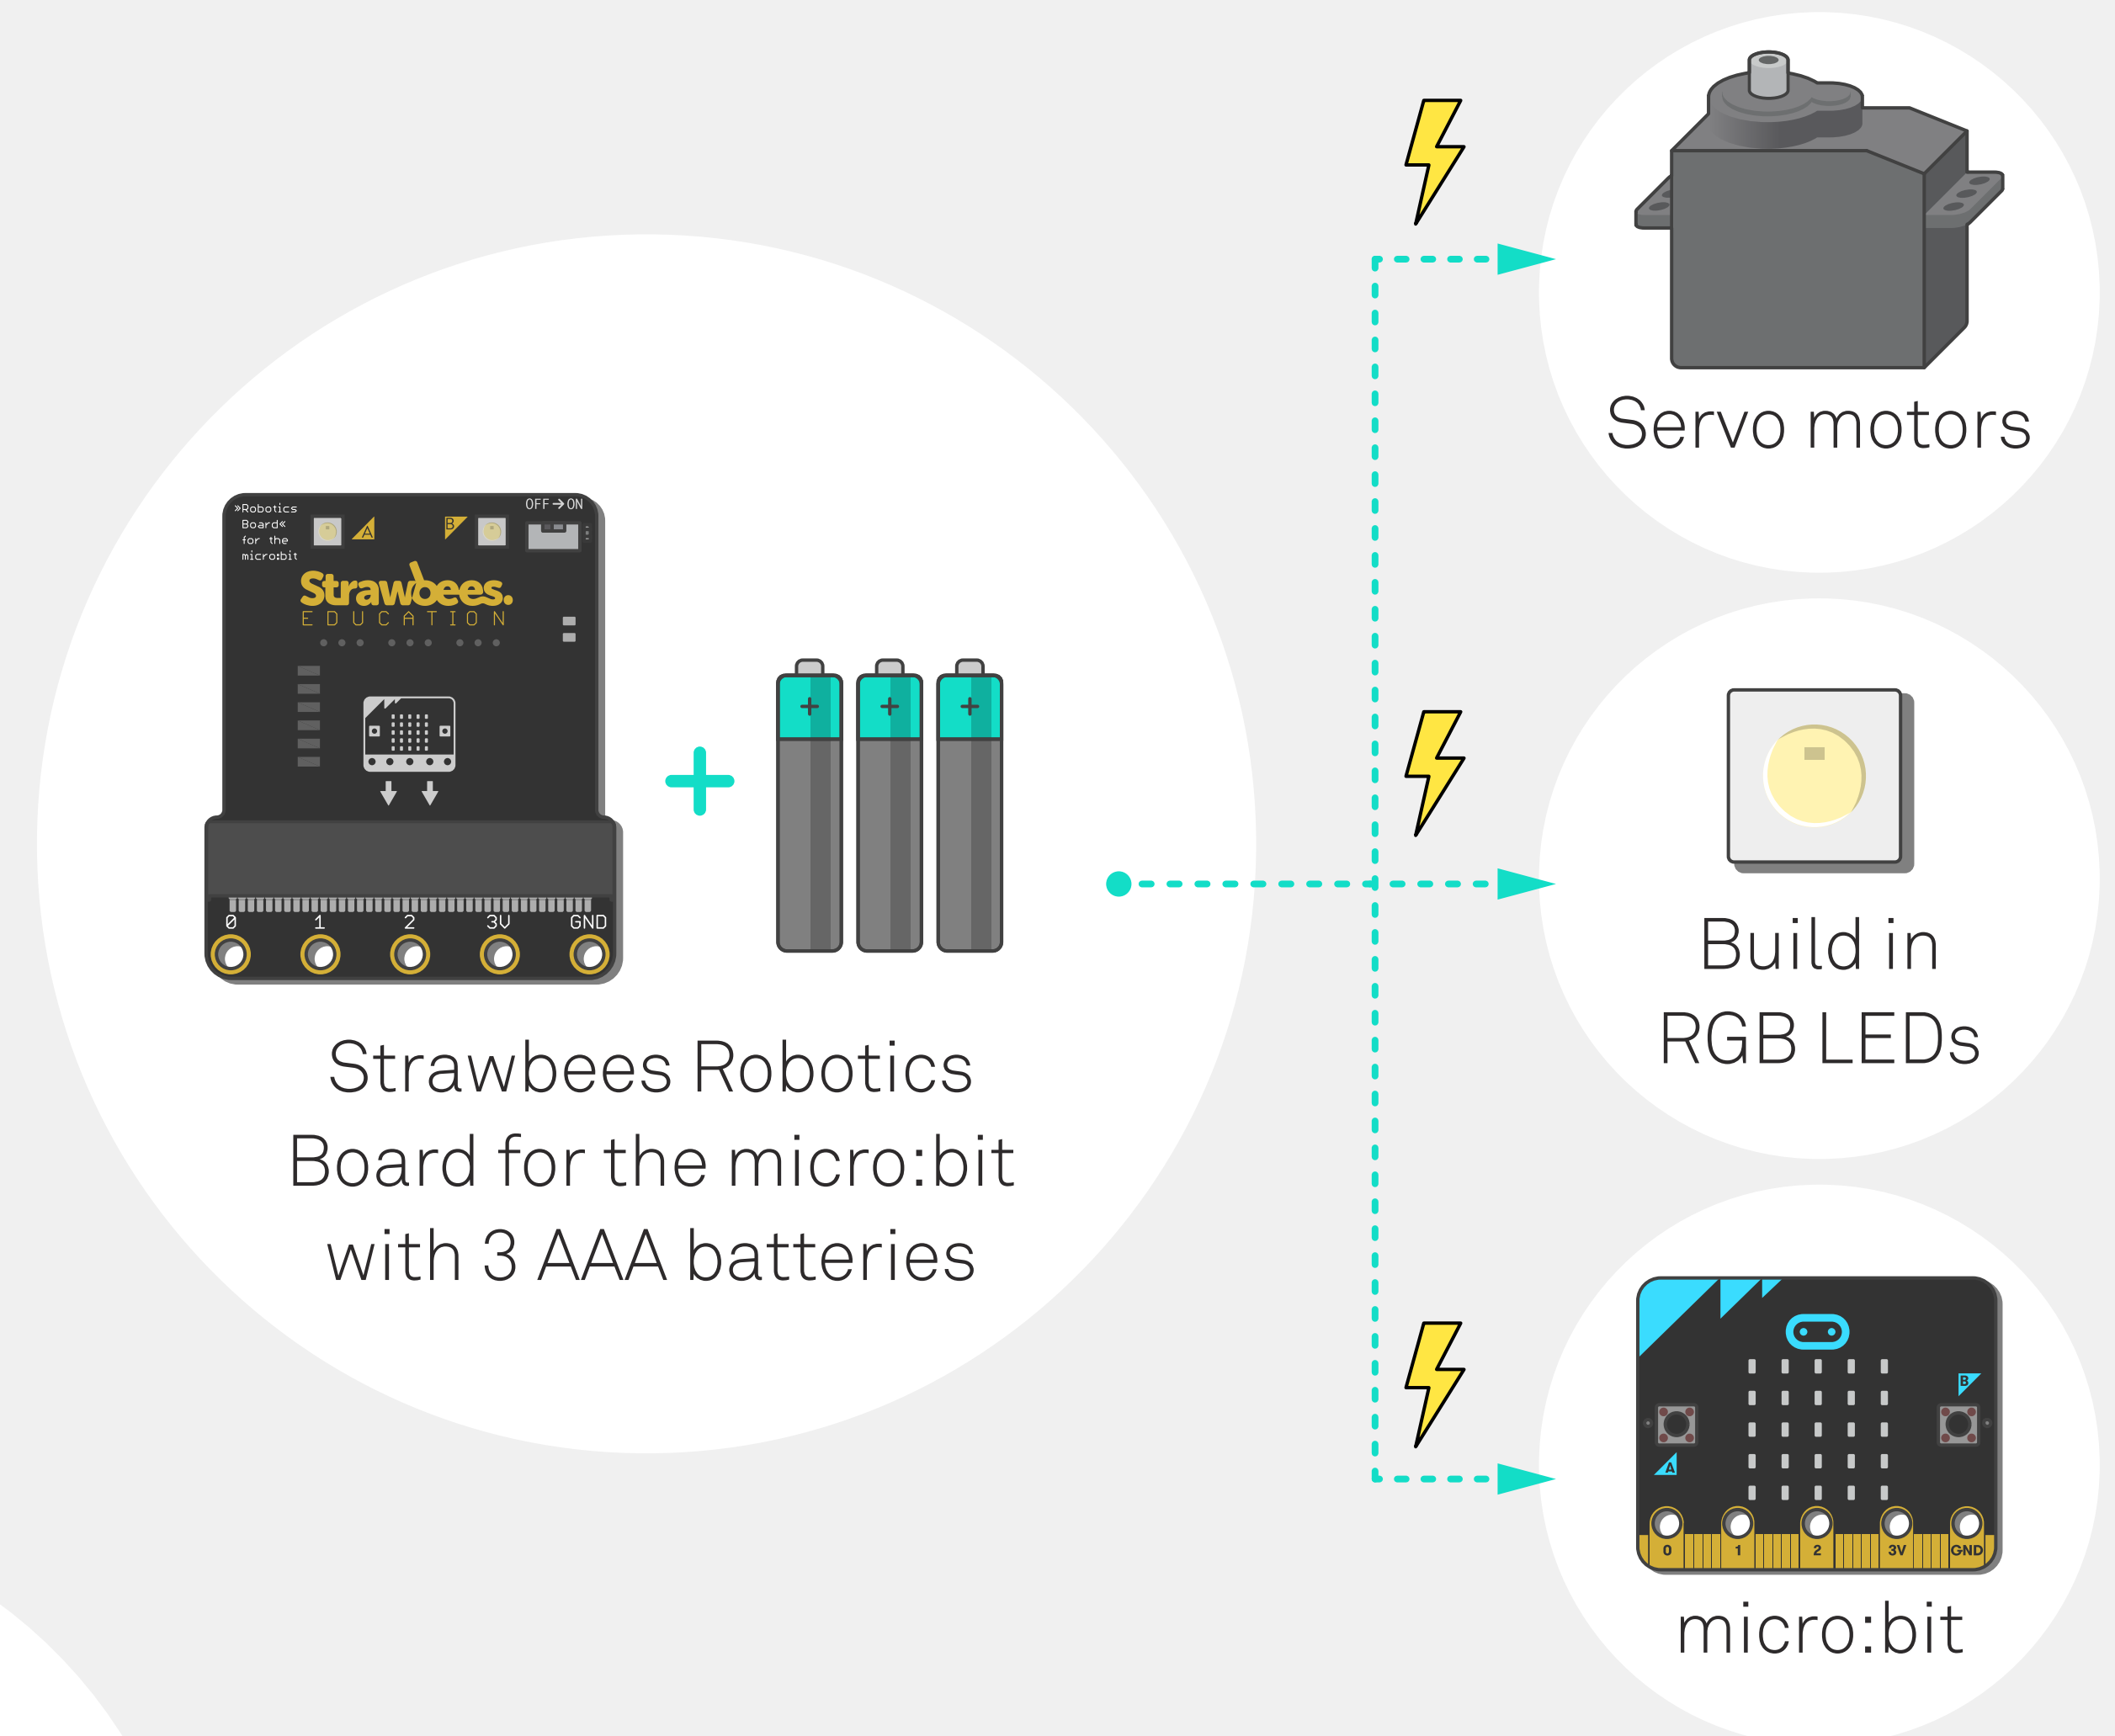 »Robotics
Board«
for the
micro:bit
A
B
OFF→ON
Strawbees.
EDUCATION
0 1 2 3V GND
+ + +
Strawbees Robotics
Board for the micro:bit
with 3 AAA batteries
Servo motors
Build in
RGB LEDs
B
A
0 1 2 3V GND
micro:bit